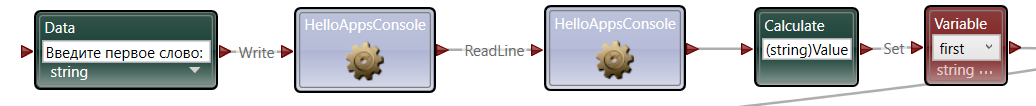 Data
Введите первое слово:
string
Write
HelloAppsConsole
ReadLine
HelloAppsConsole
Calculate
(string)Value
Set
Variable
first
string ...